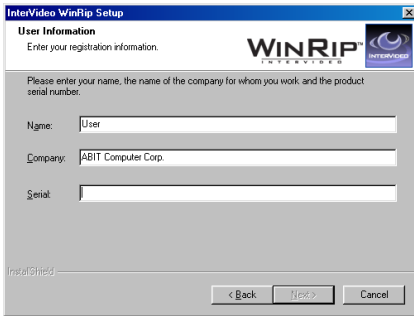 InterVideo WinRip Setup
User Information
Enter your registration information.
WINRIP™
INTERVIDEO
INTERVIDEO
Please enter your name, the name of the company for whom you work and the product
serial number.
Name: User
Company: ABIT Computer Corp.
Serial:
InstallShield
< Back Next > Cancel